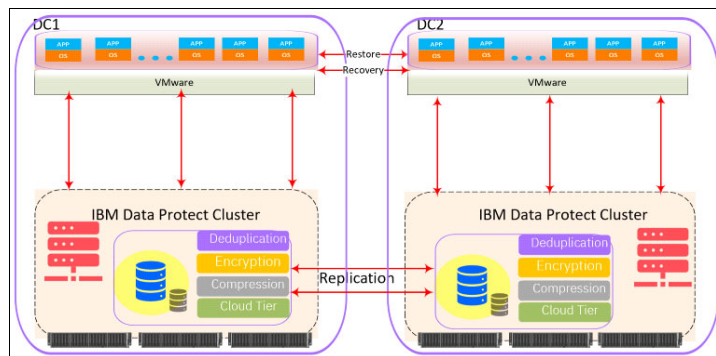 DC1
DC2
APP APP APP APP APP
OS OS OS OS OS
Restore
APP APP APP APP APP
OS OS OS OS OS
Recovery
VMware
VMware
IBM Data Protect Cluster
IBM Data Protect Cluster
Deduplication
Encryption
Compression
Cloud Tier
Replication
Deduplication
Encryption
Compression
Cloud Tier